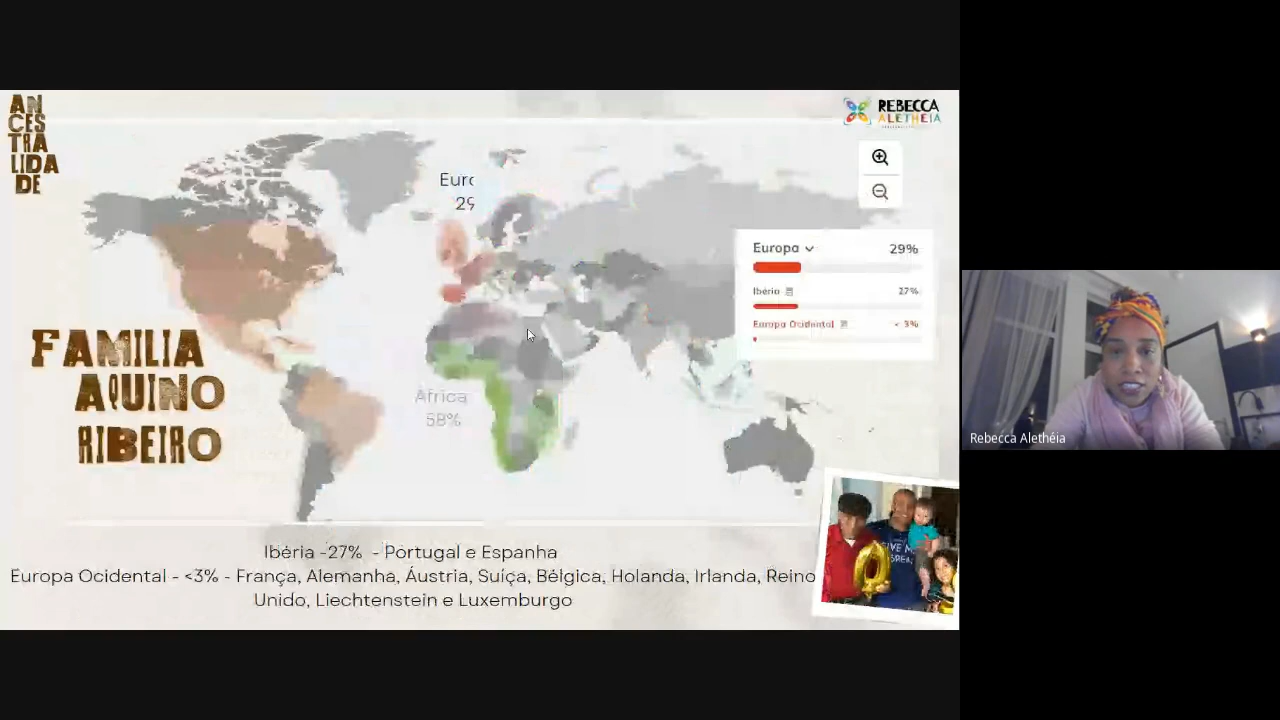 AN
CES
TRA
LIDA
DE
REBECCA
ALETHEIA
Euro
29
Europa 29%
Ibéria 27%
Europa Ocidental < 3%
FAMILIA
AQUINO
RIBEIRO
África
58%
Rebecca Alethéia
Ibéria -27% - Portugal e Espanha
Europa Ocidental - <3% - França, Alemanha, Áustria, Suíça, Bélgica, Holanda, Irlanda, Reino
Unido, Liechtenstein e Luxemburgo